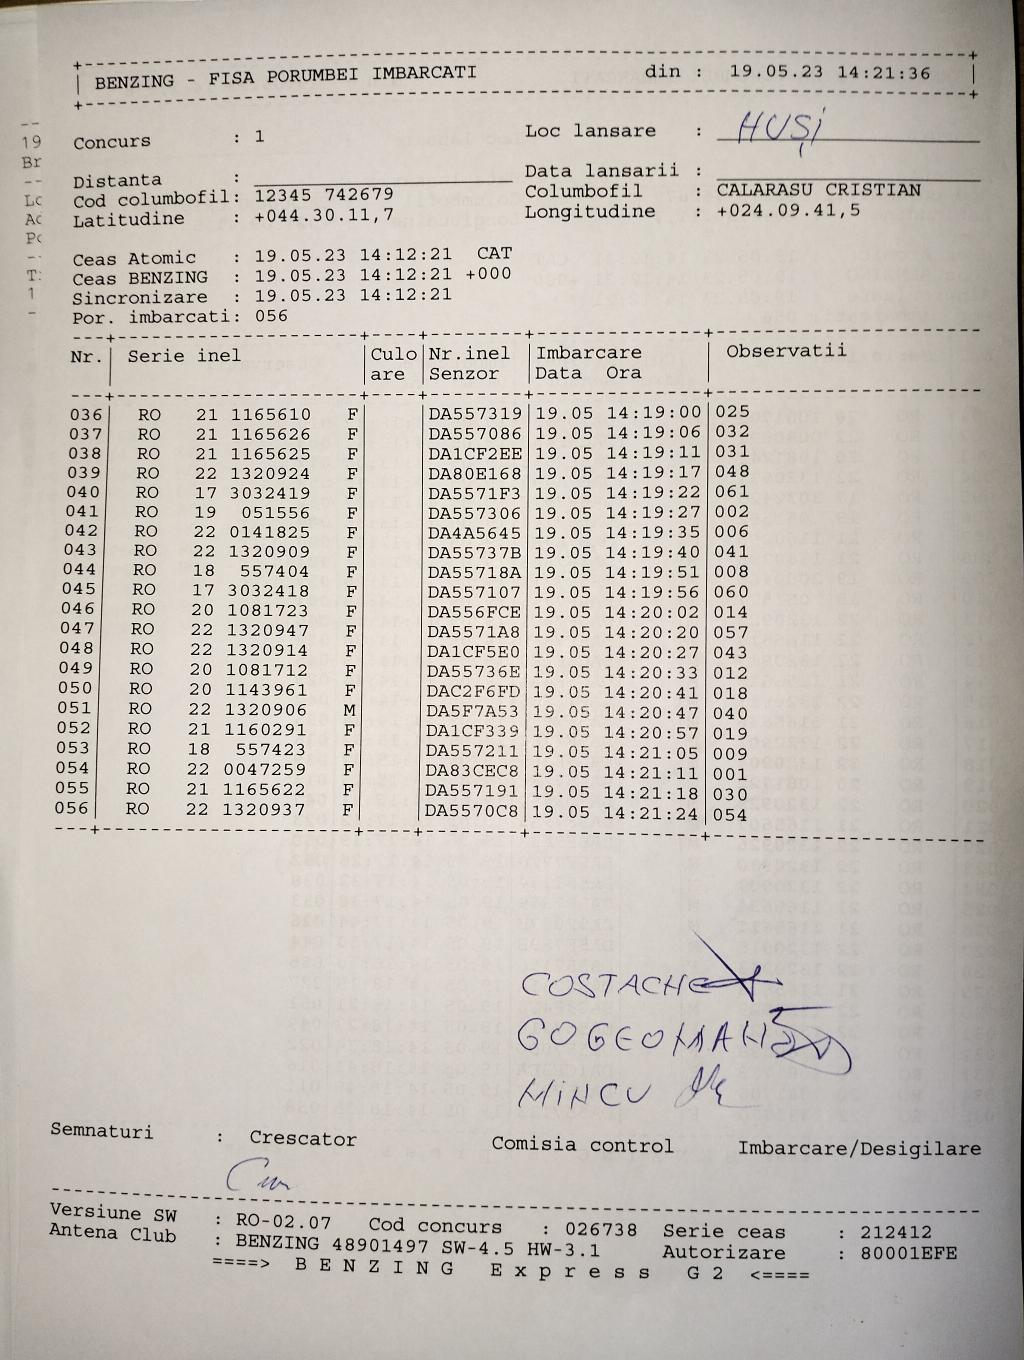 BENZING - FISA PORUMBEI IMBARCATI din : 19.05.23 14:21:36
Concurs : 1 Loc lansare : HUȘI
Distanta : Data lansarii :
Cod columbofil: 12345 742679 Columbofil : CALARASU CRISTIAN
Latitudine : +044.30.11,7 Longitudine : +024.09.41,5
Ceas Atomic : 19.05.23 14:12:21 CAT
Ceas BENZING : 19.05.23 14:12:21 +000
Sincronizare : 19.05.23 14:12:21
Por. imbarcati: 056
Nr. Serie inel Culo Nr.inel Imbarcare Observatii
are Senzor Data Ora
036 RO 21 1165610 F DA557319 19.05 14:19:00 025
037 RO 21 1165626 F DA557086 19.05 14:19:06 032
038 RO 21 1165625 F DA1CF2EE 19.05 14:19:11 031
039 RO 22 1320924 F DA80E168 19.05 14:19:17 048
040 RO 17 3032419 F DA5571F3 19.05 14:19:22 061
041 RO 19 051556 F DA557306 19.05 14:19:27 002
042 RO 22 0141825 F DA4A5645 19.05 14:19:35 006
043 RO 22 1320909 F DA55737B 19.05 14:19:40 041
044 RO 18 557404 F DA55718A 19.05 14:19:51 008
045 RO 17 3032418 F DA557107 19.05 14:19:56 060
046 RO 20 1081723 F DA556FCE 19.05 14:20:02 014
047 RO 22 1320947 F DA5571A8 19.05 14:20:20 057
048 RO 22 1320914 F DA1CF5E0 19.05 14:20:27 043
049 RO 20 1081712 F DA55736E 19.05 14:20:33 012
050 RO 20 1143961 F DAC2F6FD 19.05 14:20:41 018
051 RO 22 1320906 M DA5F7A53 19.05 14:20:47 040
052 RO 21 1160291 F DA1CF339 19.05 14:20:57 019
053 RO 18 557423 F DA557211 19.05 14:21:05 009
054 RO 22 0047259 F DA83CEC8 19.05 14:21:11 001
055 RO 21 1165622 F DA557191 19.05 14:21:18 030
056 RO 22 1320937 F DA5570C8 19.05 14:21:24 054
COSTACHE
MINCU
Semnaturi : Crescator Comisia control Imbarcare/Desigilare
Versiune SW : RO-02.07 Cod concurs : 026738 Serie ceas : 212412
Antena Club : BENZING 48901497 SW-4.5 HW-3.1 Autorizare : 80001EFE
====> B E N Z I N G E x p r e s s G 2 <====